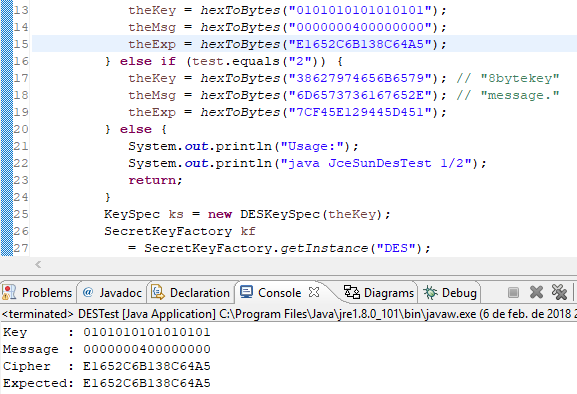 13 theKey = hexToBytes("0101010101010101");
14 theMsg = hexToBytes("0000000400000000");
15 theExp = hexToBytes("E1652C6B138C64A5");
16 } else if (test.equals("2")) {
17 theKey = hexToBytes("38627974656B6579"); // "8bytekey"
18 theMsg = hexToBytes("6D6573736167652E"); // "message."
19 theExp = hexToBytes("7CF45E129445D451");
20 } else {
21 System.out.println("Usage:");
22 System.out.println("java JceSunDesTest 1/2");
23 return;
24 }
25 KeySpec ks = new DESKeySpec(theKey);
26 SecretKeyFactory kf
27 = SecretKeyFactory.getInstance("DES");
Problems @ Javadoc Declaration Console Diagrams Debug
<terminated> DESTest [Java Application] C:\Program Files\Java\jre1.8.0_101\bin\javaw.exe (6 de feb. de 2018 2
Key : 0101010101010101
Message : 0000000400000000
Cipher : E1652C6B138C64A5
Expected: E1652C6B138C64A5